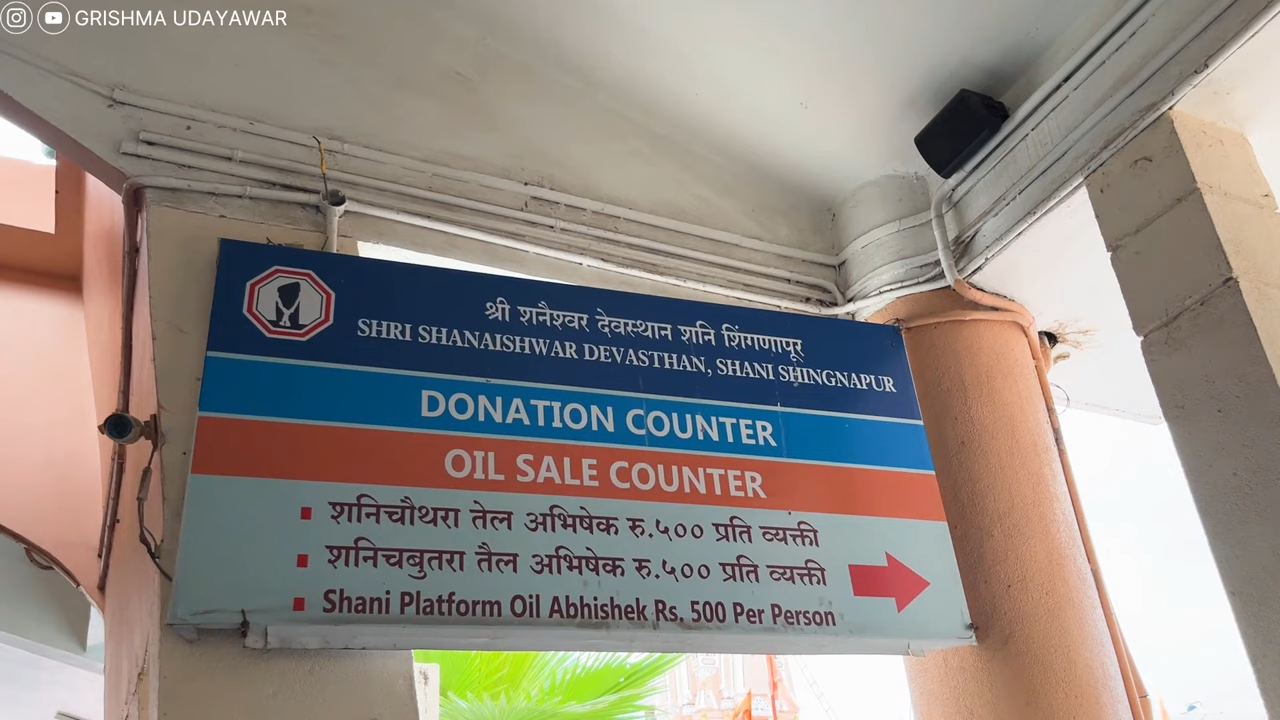 GRISHMA UDAYAWAR
श्री शनैश्वर देवस्थान शनि शिंगणापूर
SHRI SHANAISHWAR DEVASTHAN, SHANI SHINGNAPUR
DONATION COUNTER
OIL SALE COUNTER
शनिचौथरा तेल अभिषेक रु.५०० प्रति व्यक्ती
शनिचबुतरा तैल अभिषेक रु.५०० प्रति व्यक्ती
Shani Platform Oil Abhishek Rs. 500 Per Person